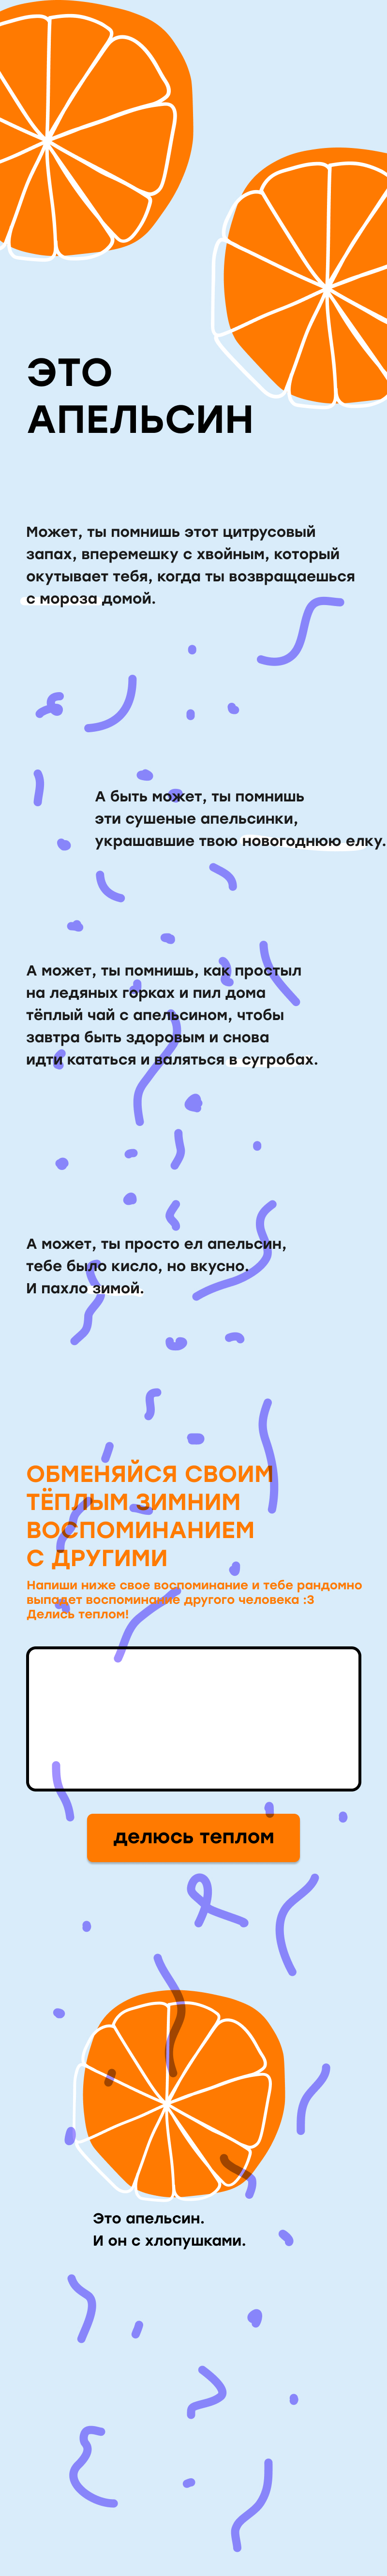 ЭТО
АПЕЛЬСИН
Может, ты помнишь этот цитрусовый
запах, вперемешку с хвойным, который
окутывает тебя, когда ты возвращаешься
с мороза домой.
А быть может, ты помнишь
эти сушеные апельсинки,
украшавшие твою новогоднюю елку.
А может, ты помнишь, как простыл
на ледяных горках и пил дома
тёплый чай с апельсином, чтобы
завтра быть здоровым и снова
идти кататься и валяться в сугробах.
А может, ты просто ел апельсин,
тебе было кисло, но вкусно.
И пахло зимой.
ОБМЕНЯЙСЯ СВОИМ
ТЁПЛЫМ ЗИМНИМ
ВОСПОМИНАНИЕМ
С ДРУГИМИ
Напиши ниже свое воспоминание и тебе рандомно
выпадет воспоминание другого человека :3
Делись теплом!
делюсь теплом
Это апельсин.
И он с хлопушками.